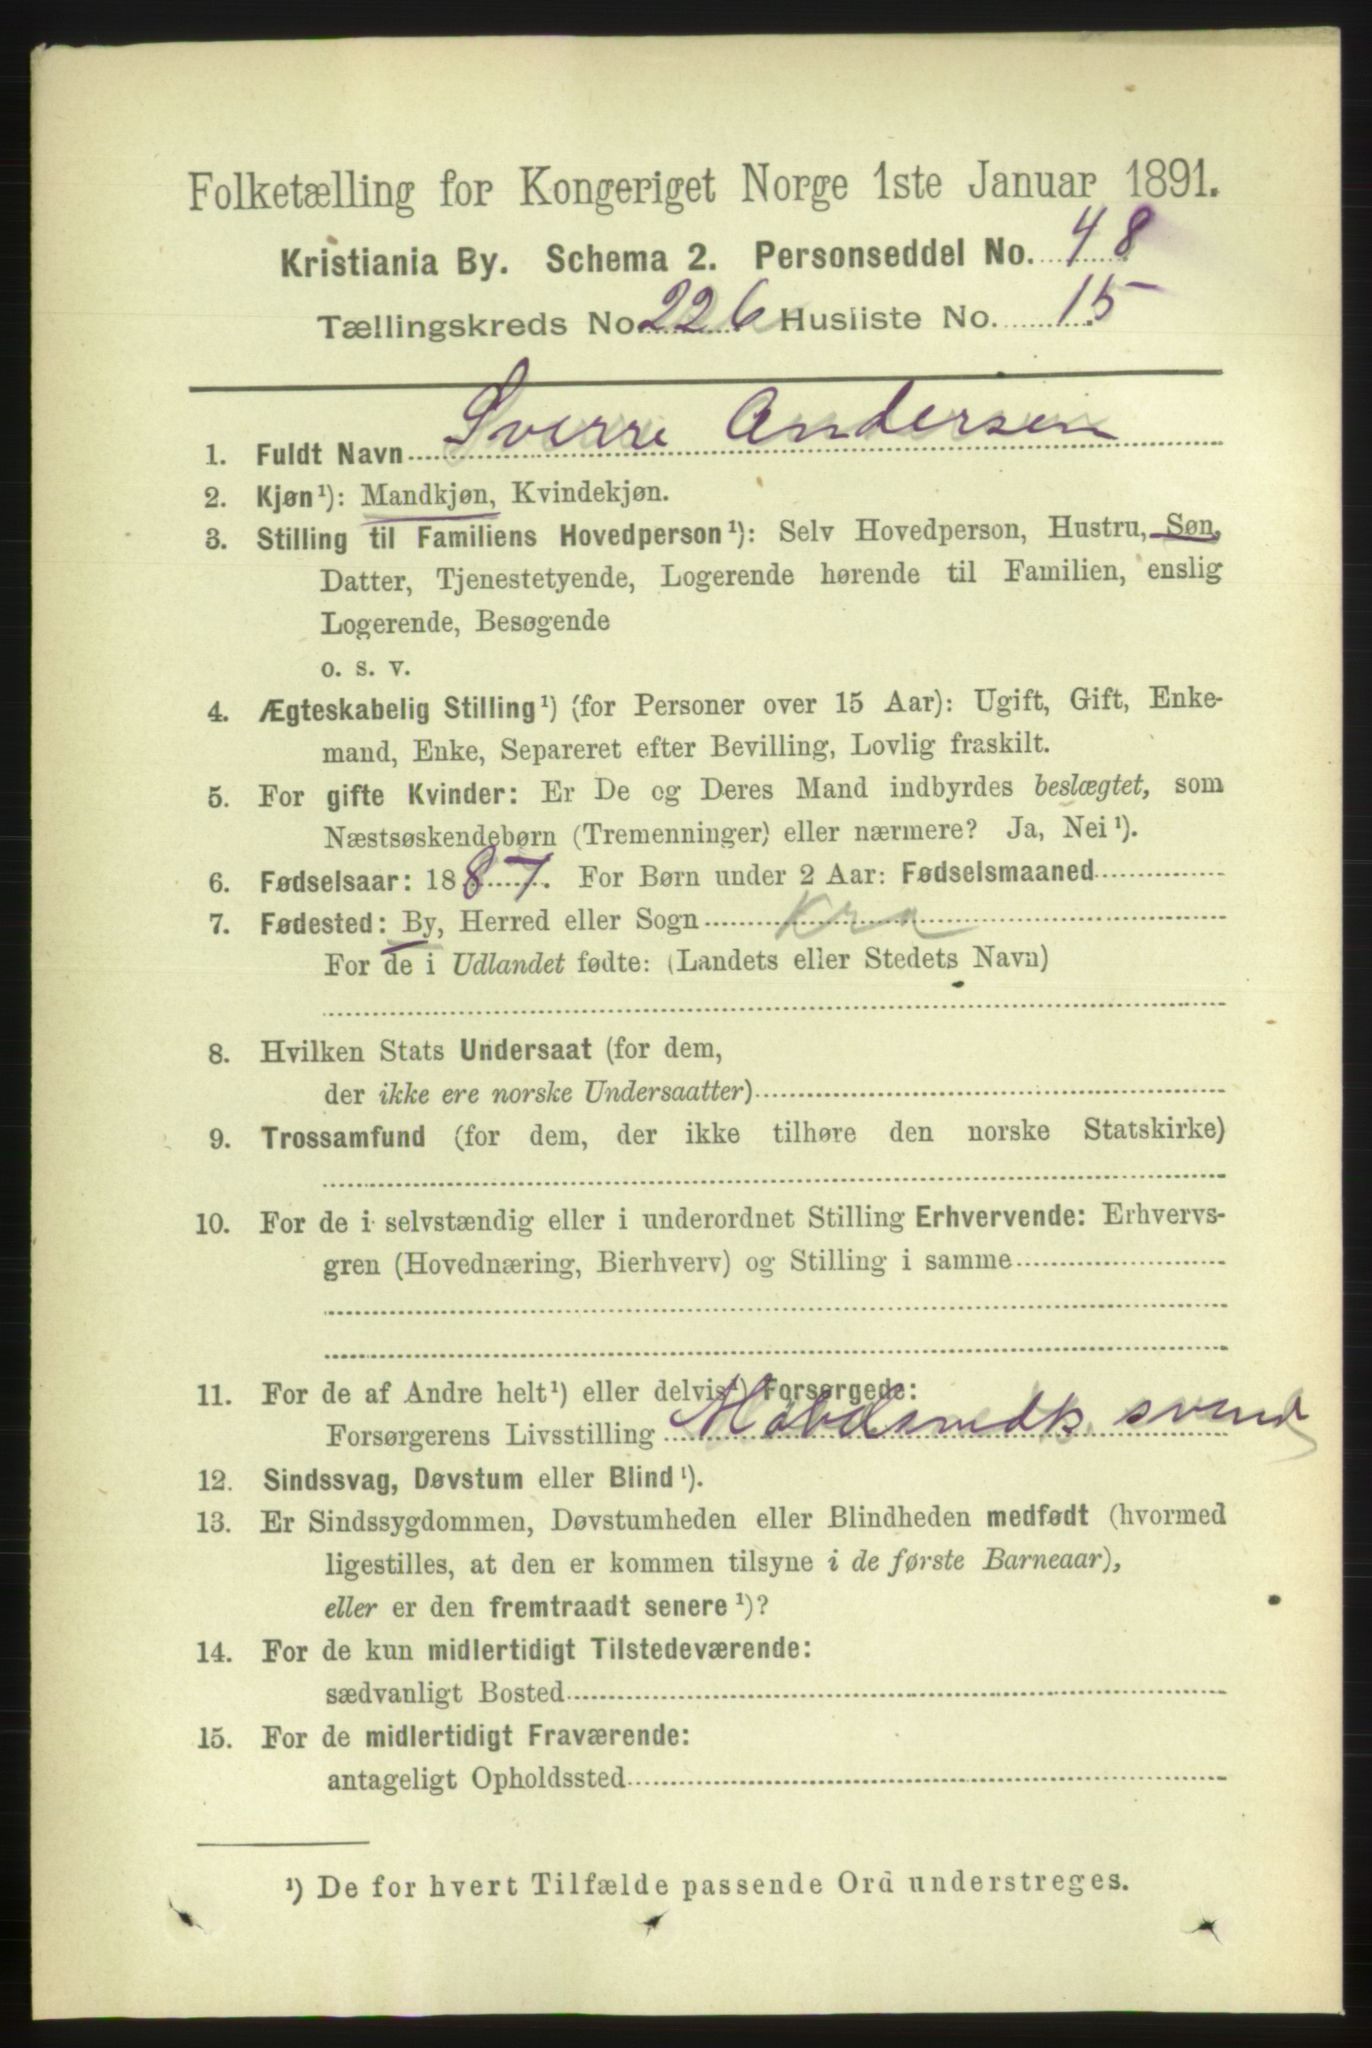 Folketælling for Kongeriget Norge 1ste Januar 1891.
Kristiania By. Schema 2. Personseddel No. 48
Tællingskreds No 226 Husliste No. 15
1. Fuldt Navn Sverre Andersen
2. Kjøn¹): Mandkjøn, Kvindekjøn.
3. Stilling til Familiens Hovedperson¹): Selv Hovedperson, Hustru, Søn,
Datter, Tjenestetyende, Logerende hørende til Familien, enslig
Logerende, Besøgende
o. s. v.
4. Ægteskabelig Stilling¹) (for Personer over 15 Aar): Ugift, Gift, Enke-
mand, Enke, Separeret efter Bevilling, Lovlig fraskilt.
5. For gifte Kvinder: Er De og Deres Mand indbyrdes beslægtet, som
Næstsøskendebørn (Tremenninger) eller nærmere? Ja, Nei¹).
6. Fødselsaar: 1887. For Børn under 2 Aar: Fødselsmaaned
7. Fødested: By, Herred eller Sogn Kra
For de i Udlandet fødte: (Landets eller Stedets Navn)
8. Hvilken Stats Undersaat (for dem,
der ikke ere norske Undersaatter)
9. Trossamfund (for dem, der ikke tilhøre den norske Statskirke)
10. For de i selvstændig eller i underordnet Stilling Erhvervende: Erhvervs-
gren (Hovednæring, Bierhverv) og Stilling i samme
11. For de af Andre helt¹) eller delvis¹) Forsørgede:
Forsørgerens Livsstilling svend
12. Sindssvag, Døvstum eller Blind¹).
13. Er Sindssygdommen, Døvstumheden eller Blindheden medfødt (hvormed
ligestilles, at den er kommen tilsyne i de første Barneaar),
eller er den fremtraadt senere¹)?
14. For de kun midlertidigt Tilstedeværende:
sædvanligt Bosted
15. For de midlertidigt Fraværende:
antageligt Opholdssted
¹) De for hvert Tilfælde passende Ord understreges.